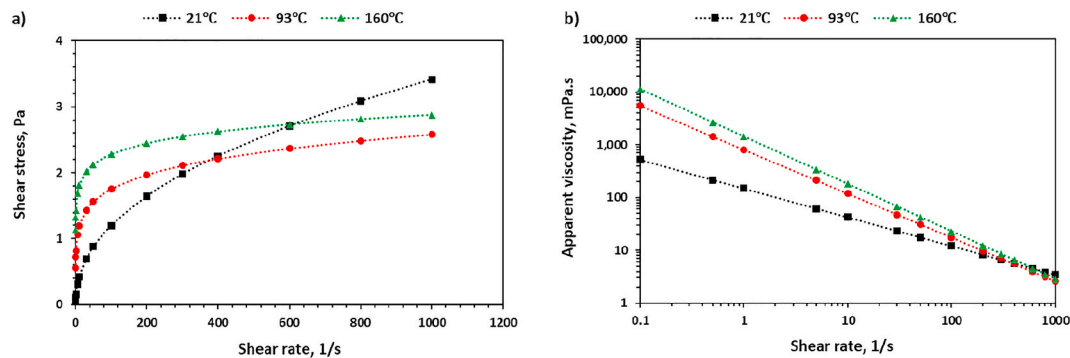 a)
21°C 93°C 160°C
4
3
2
1
0
0 200 400 600 800 1000 1200
Shear stress, Pa
Shear rate, 1/s
b)
21°C 93°C 160°C
100,000
10,000
1,000
100
10
1
0.1 1 10 100 1000
Apparent viscosity, mPa.s
Shear rate, 1/s